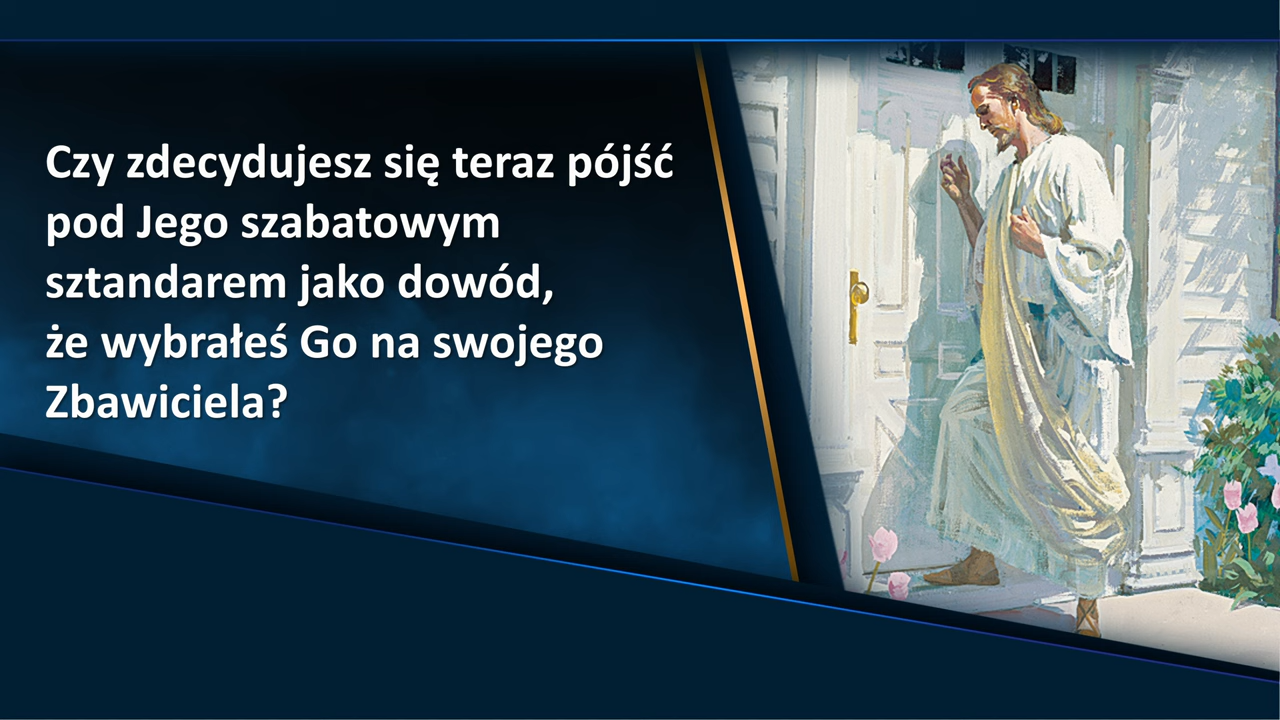 Czy zdecydujesz się teraz pójść
pod Jego szabatowym
sztandarem jako dowód,
że wybrałeś Go na swojego
Zbawiciela?